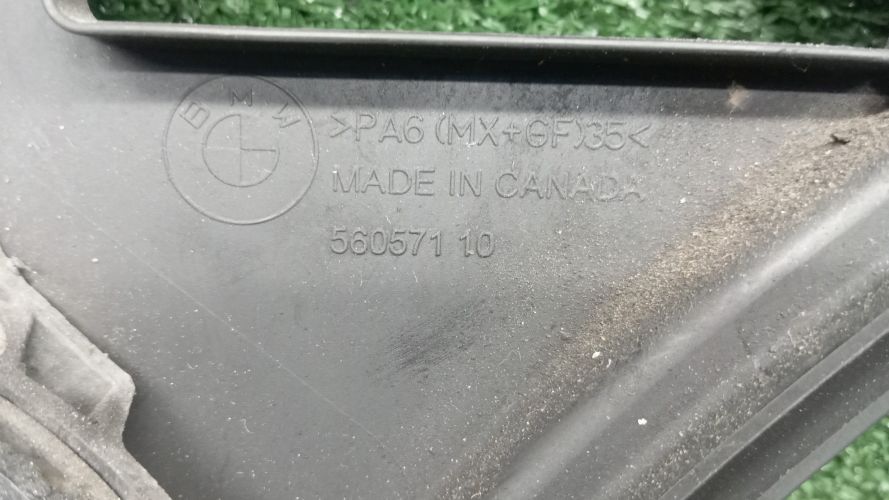 BMW
>PA6 (MX+GF)35<
MADE IN CANADA
560571 10